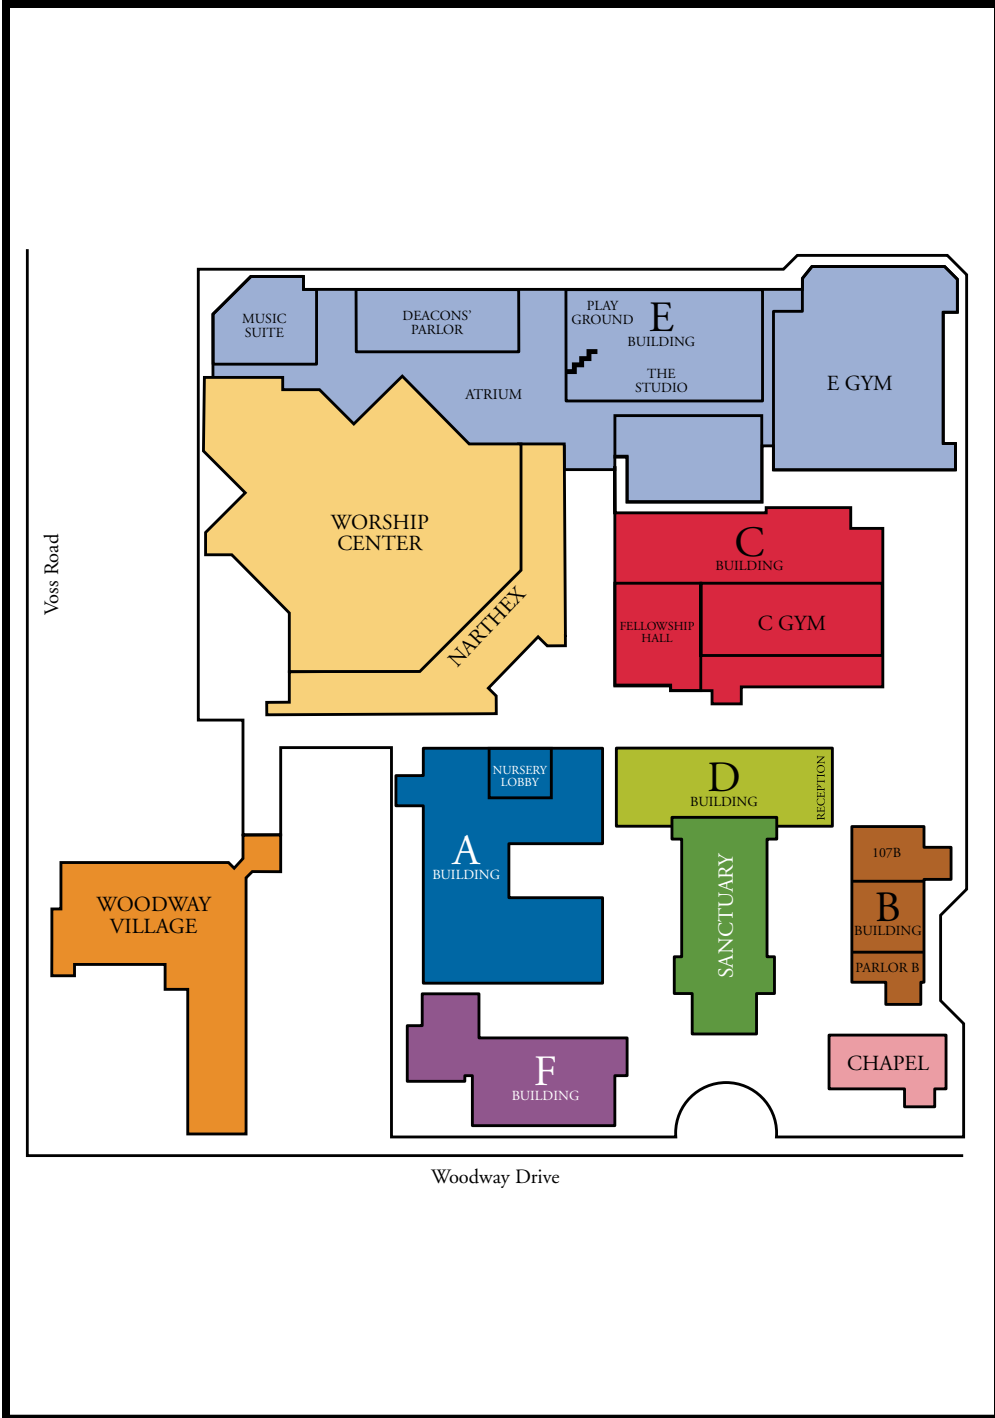 MUSIC
SUITE
DEACONS'
PARLOR
PLAY
GROUND
E
BUILDING
THE
STUDIO
ATRIUM
E GYM
WORSHIP
CENTER
NARTHEX
Voss Road
C
BUILDING
FELLOWSHIP
HALL
C GYM
NURSERY
LOBBY
A
BUILDING
D
BUILDING
RECEPTION
SANCTUARY
107B
B
BUILDING
PARLOR B
WOODWAY
VILLAGE
F
BUILDING
CHAPEL
Woodway Drive